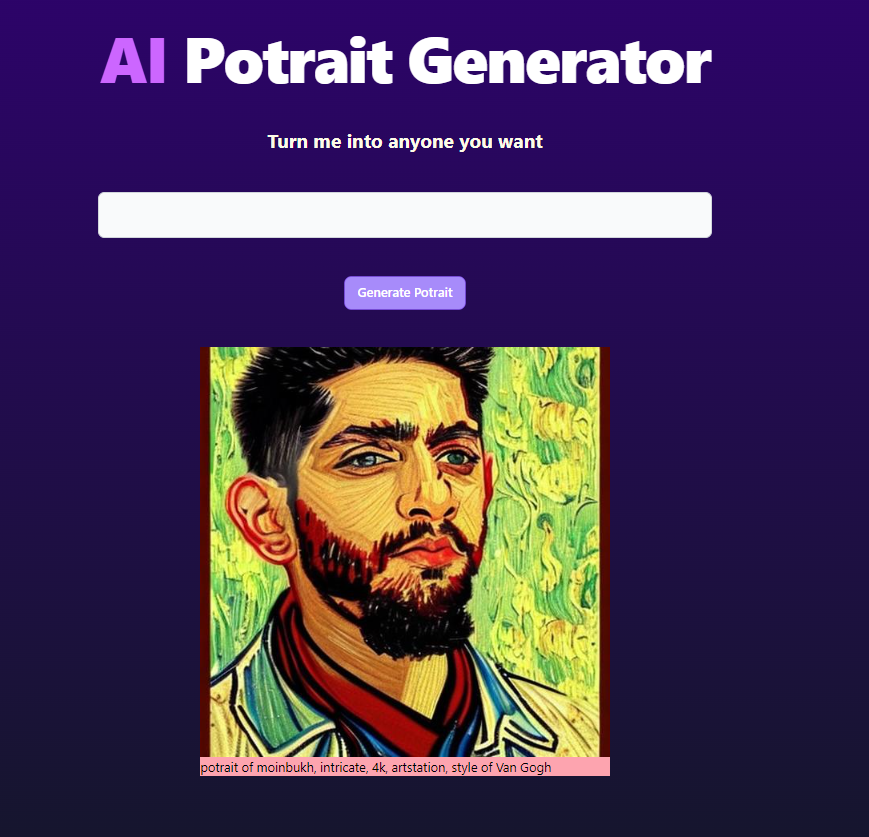 AI Potrait Generator
Turn me into anyone you want
Generate Potrait
potrait of moinbukh, intricate, 4k, artstation, style of Van Gogh